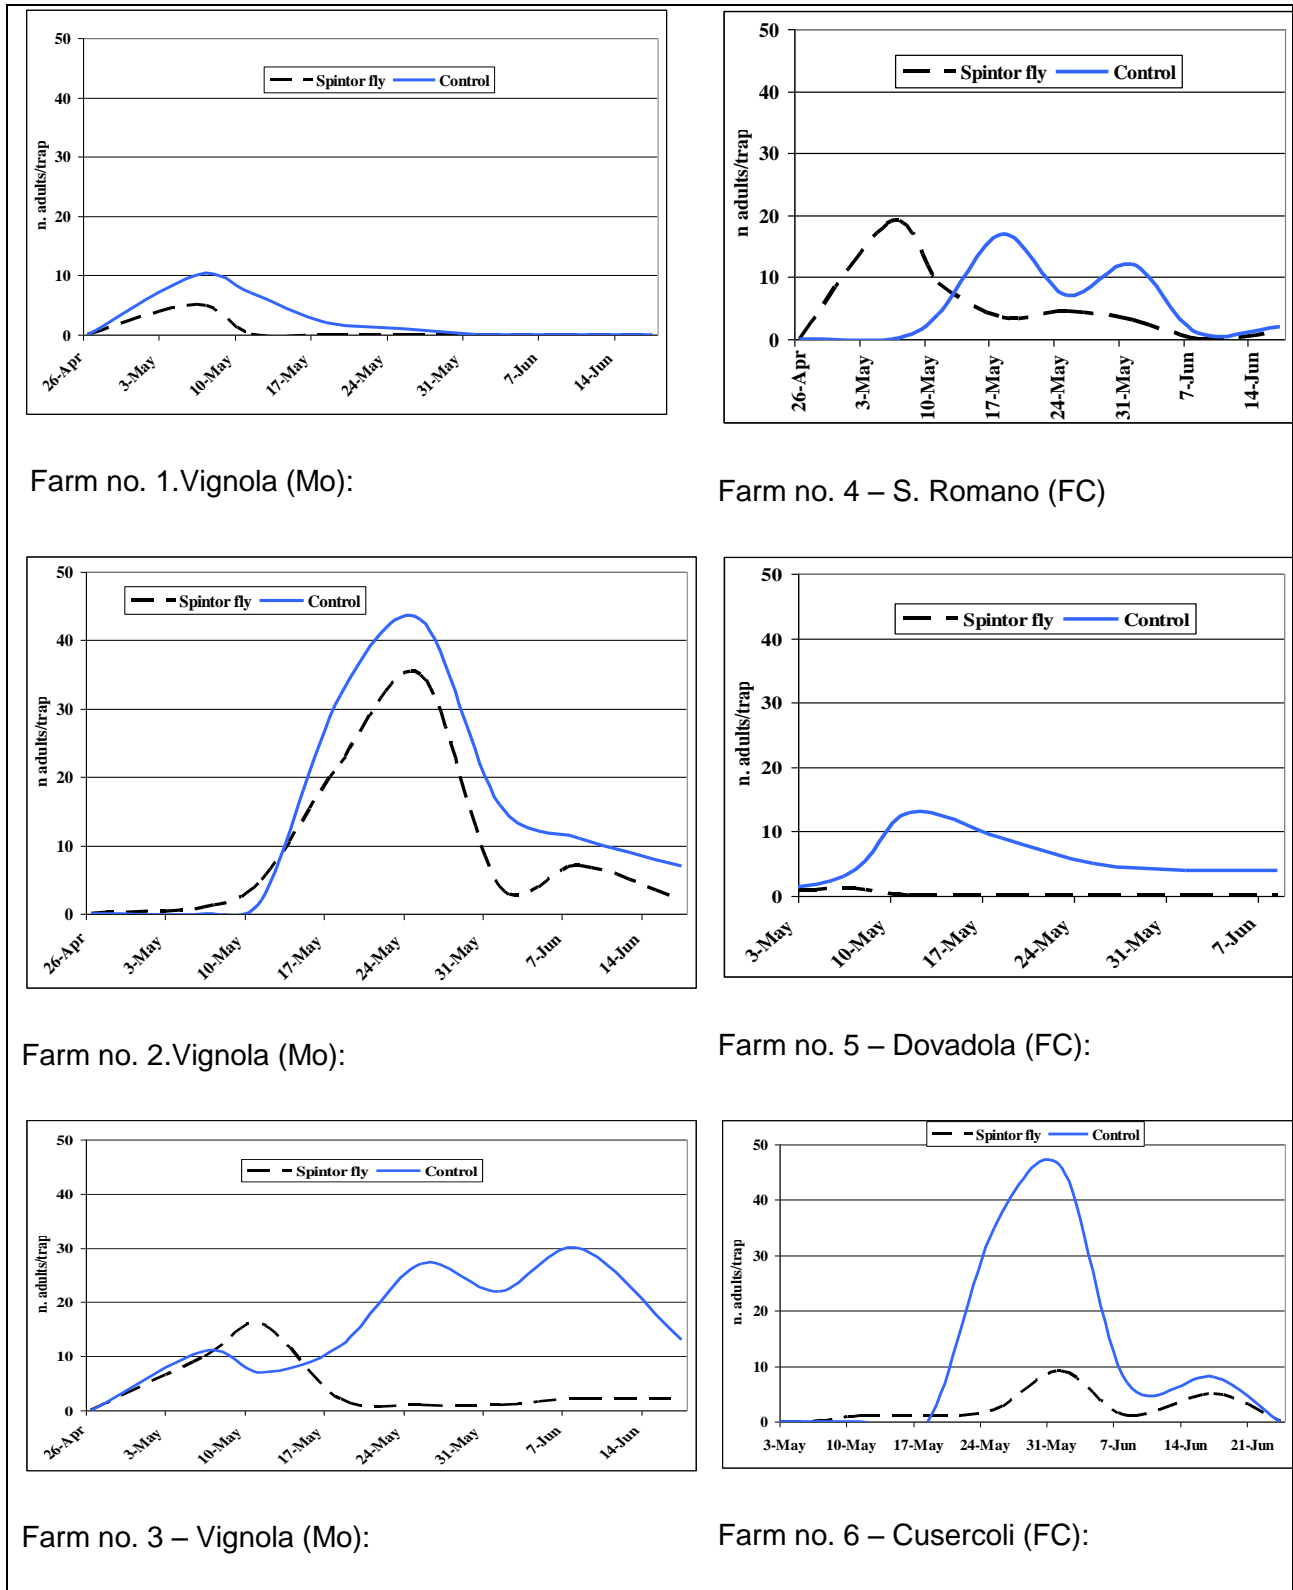 50
40
30
20
10
0
n. adults/trap
Spintor fly Control
26-Apr 3-May 10-May 17-May 24-May 31-May 7-Jun 14-Jun
Farm no. 1.Vignola (Mo):
50
40
30
20
10
0
n adults/trap
Spintor fly Control
26-Apr 3-May 10-May 17-May 24-May 31-May 7-Jun 14-Jun
Farm no. 4 – S. Romano (FC)
50
40
30
20
10
0
n adults/trap
Spintor fly Control
26-Apr 3-May 10-May 17-May 24-May 31-May 7-Jun 14-Jun
Farm no. 2.Vignola (Mo):
50
40
30
20
10
0
n. adults/trap
Spintor fly Control
3-May 10-May 17-May 24-May 31-May 7-Jun
Farm no. 5 – Dovadola (FC):
50
40
30
20
10
0
n. adults/trap
Spintor fly Control
26-Apr 3-May 10-May 17-May 24-May 31-May 7-Jun 14-Jun
Farm no. 3 – Vignola (Mo):
Spintor fly Control
50
40
30
20
10
0
n. adults/trap
3-May 10-May 17-May 24-May 31-May 7-Jun 14-Jun 21-Jun
Farm no. 6 – Cusercoli (FC):